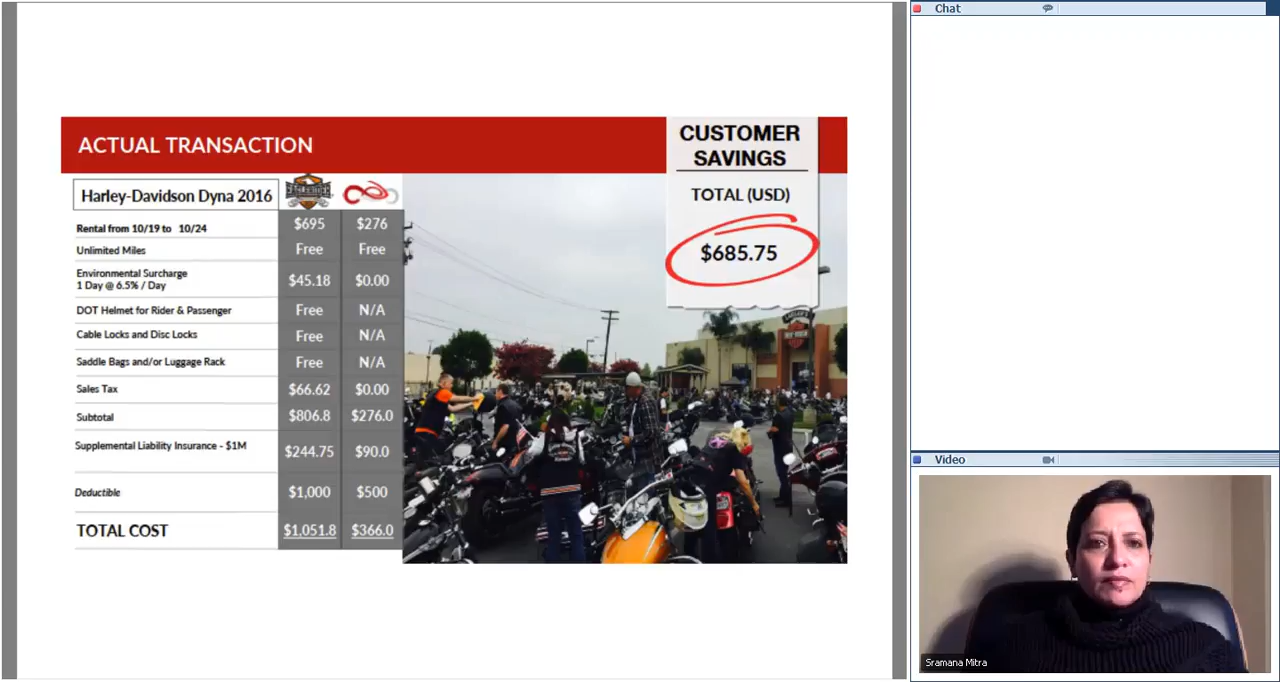 Chat
ACTUAL TRANSACTION
CUSTOMER
SAVINGS
TOTAL (USD)
$685.75
Harley-Davidson Dyna 2016
Rental from 10/19 to 10/24 $695 $276
Unlimited Miles Free Free
Environmental Surcharge
1 Day @ 6.5% / Day $45.18 $0.00
DOT Helmet for Rider & Passenger Free N/A
Cable Locks and Disc Locks Free N/A
Saddle Bags and/or Luggage Rack Free N/A
Sales Tax $66.62 $0.00
Subtotal $806.8 $276.0
Supplemental Liability Insurance - $1M $244.75 $90.0
Deductible $1,000 $500
TOTAL COST $1,051.8 $366.0
Video
Sramana Mitra